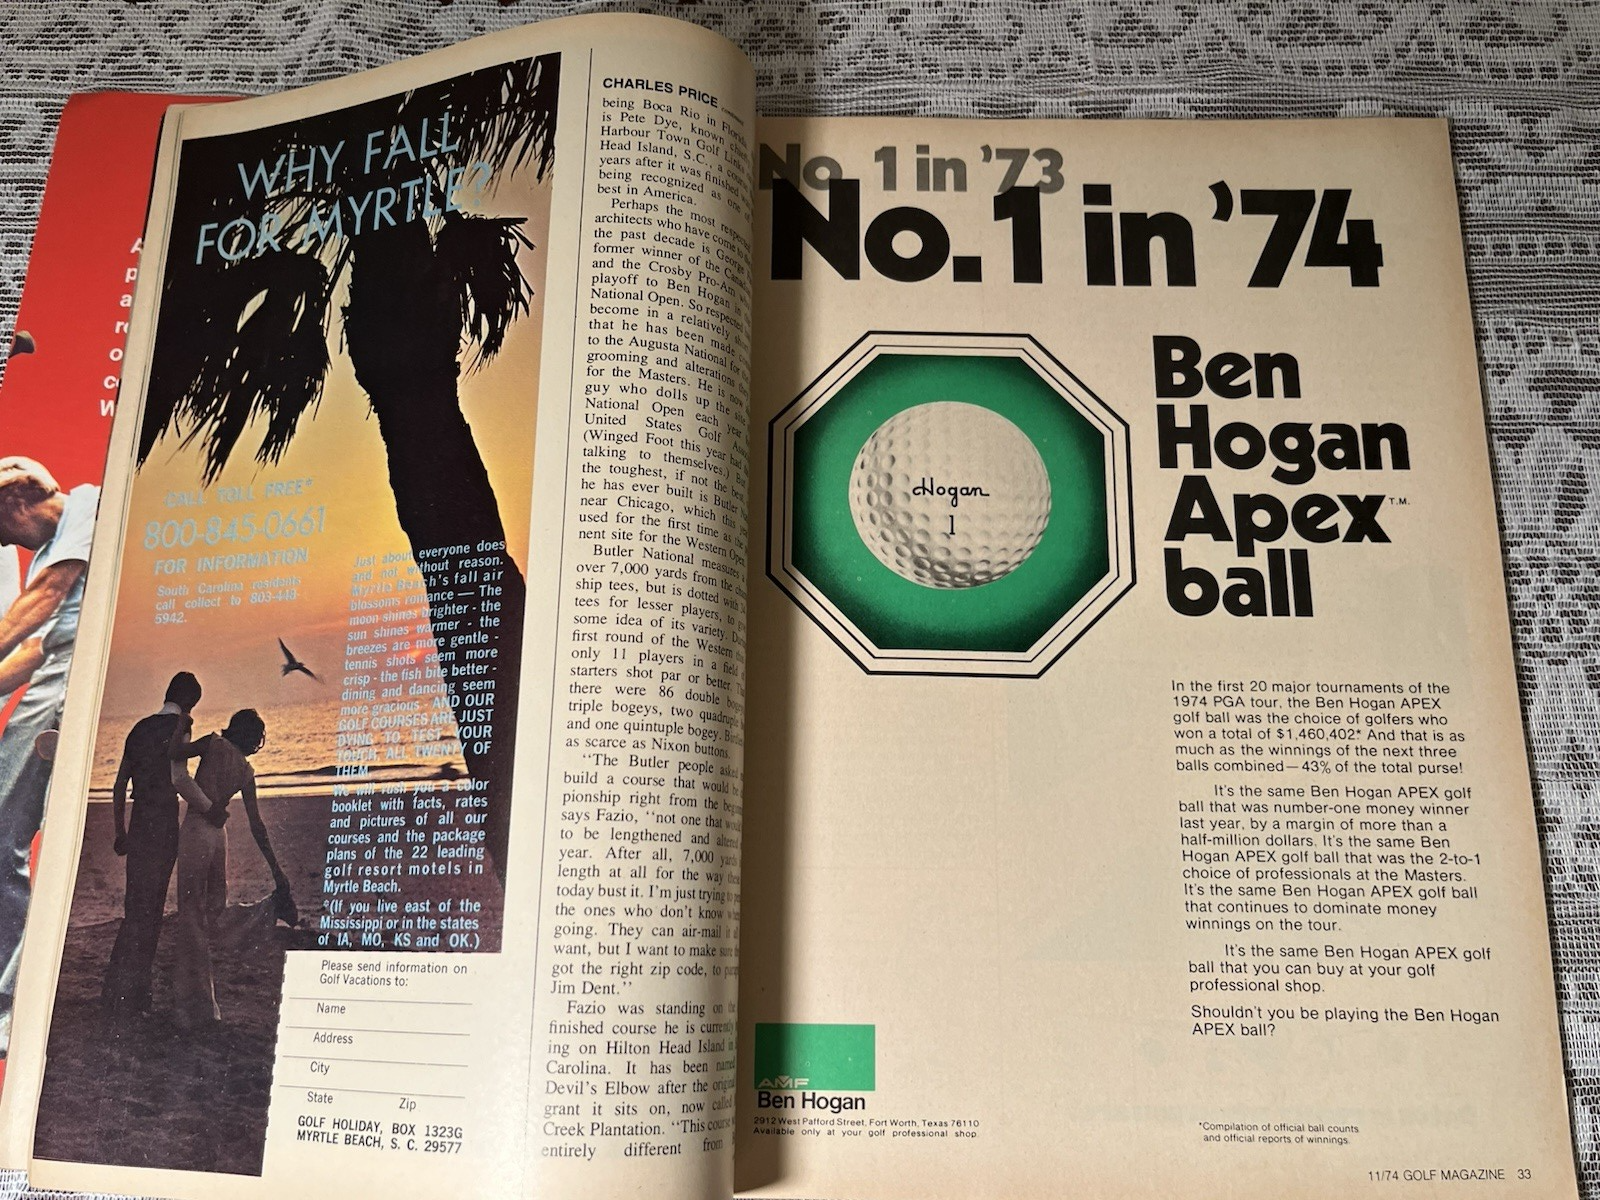 A
p
a
re
o
co
W
WHY FALL
FOR MYRTLE?
CALL TOLL FREE*
800-845-0661
FOR INFORMATION
South Carolina residents
call collect to 803-448-
5942.
Just about everyone does
and not without reason.
Myrtle Beach's fall air
blossoms romance — The
moon shines brighter - the
sun shines warmer - the
breezes are more gentle -
tennis shots seem more
crisp - the fish bite better -
dining and dancing seem
more gracious - AND OUR
GOLF COURSES ARE JUST
DYING TO TEST YOUR
TOUCH, ALL TWENTY OF
THEM.
We will rush you a color
booklet with facts, rates
and pictures of all our
courses and the package
plans of the 22 leading
golf resort motels in
Myrtle Beach.
*(If you live east of the
Mississippi or in the states
of IA, MO, KS and OK.)
Please send information on
Golf Vacations to:
Name
Address
City
State Zip
GOLF HOLIDAY, BOX 1323G
MYRTLE BEACH, S. C. 29577
CHARLES PRICE
being Boca Rio in
is Pete Dye, known
Harbour Town Golf
Head Island, S.C., a
years after it was finished
being recognized as one of
best in America.
Perhaps the most
architects who have come
the past decade is George
former winner of the
and the Crosby Pro-Am
playoff to Ben Hogan in
National Open. So respected
become in a relatively
that he has been made
to the Augusta National for
grooming and alterations
for the Masters. He is now
guy who dolls up the
National Open each year
United States Golf
(Winged Foot this year had
talking to themselves.) But
the toughest, if not the
he has ever built is Butler
near Chicago, which this
used for the first time as
nent site for the Western Open.
Butler National measures
over 7,000 yards from the
ship tees, but is dotted with
tees for lesser players, to
some idea of its variety.
first round of the Western
only 11 players in a field
starters shot par or better.
there were 86 double
triple bogeys, two
and one quintuple bogey.
as scarce as Nixon buttons.
"The Butler people asked
build a course that would be
pionship right from the
says Fazio, "not one that
to be lengthened and altered
year. After all, 7,000 yards
length at all for the way
today bust it. I'm just trying to
the ones who don't know
going. They can air-mail it all
want, but I want to make sure
got the right zip code, to
Jim Dent."
Fazio was standing on
finished course he is
ing on Hilton Head Island in
Carolina. It has been named
Devil's Elbow after the
grant it sits on, now called
Creek Plantation. "This course
entirely different from
No. 1 in '73
No. 1 in '74
Hogan
1
Ben
Hogan
Apex T.M.
ball
In the first 20 major tournaments of the
1974 PGA tour, the Ben Hogan APEX
golf ball was the choice of golfers who
won a total of $1,460,402* And that is as
much as the winnings of the next three
balls combined—43% of the total purse!
It's the same Ben Hogan APEX golf
ball that was number-one money winner
last year, by a margin of more than a
half-million dollars. It's the same Ben
Hogan APEX golf ball that was the 2-to-1
choice of professionals at the Masters.
It's the same Ben Hogan APEX golf ball
that continues to dominate money
winnings on the tour.
It's the same Ben Hogan APEX golf
ball that you can buy at your golf
professional shop.
Shouldn't you be playing the Ben Hogan
APEX ball?
AMF
Ben Hogan
2912 West Pafford Street, Fort Worth, Texas 76110
Available only at your golf professional shop.
*Compilation of official ball counts
and official reports of winnings.
11/74 GOLF MAGAZINE 33